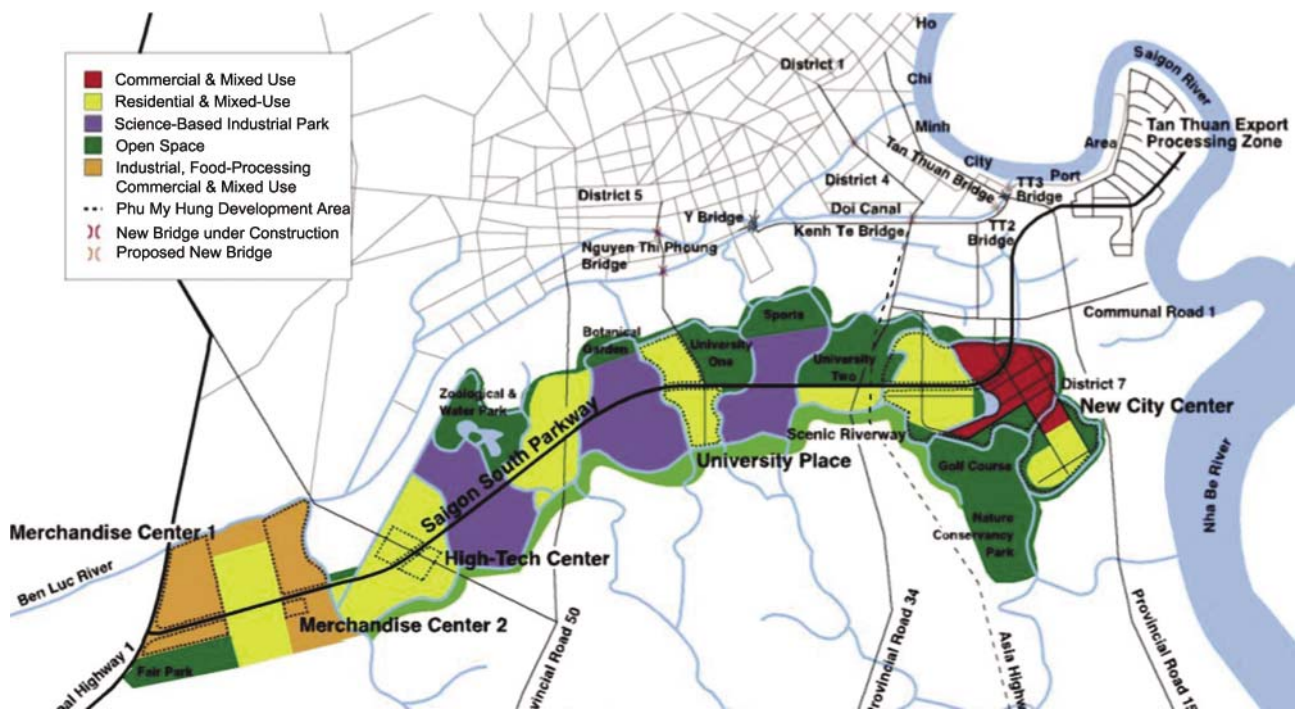 Commercial & Mixed Use
Residential & Mixed-Use
Science-Based Industrial Park
Open Space
Industrial, Food-Processing
Commercial & Mixed Use
Phu My Hung Development Area
New Bridge under Construction
Proposed New Bridge
Ho
Chi
Minh
City
Port
Area
Saigon River
Tan Thuan Export
Processing Zone
District 1
District 4
District 5
Tan Thuan Bridge
TT3
Bridge
TT2
Bridge
Doi Canal
Kenh Te Bridge
Y Bridge
Nguyen Thi Phoung
Bridge
Communal Road 1
Sports
Botanical
Garden
University
One
University
Two
District 7
New City Center
Zoological &
Water Park
Saigon South Parkway
Scenic Riverway
University Place
Golf Course
Nature
Conservancy
Park
Nha Be River
Merchandise Center 1
High-Tech Center
Ben Luc River
Merchandise Center 2
Fair Park
nal Highway 1
vincial Road 50
Provincial Road 34
Asia Highw
Provincial Road 15